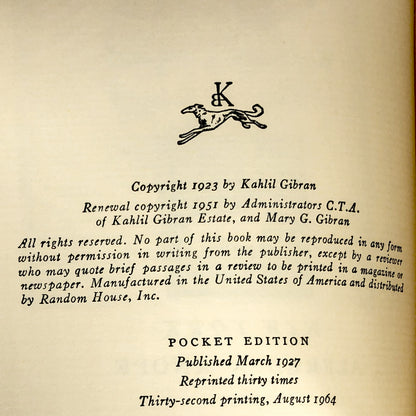 BK
Copyright 1923 by Kahlil Gibran
Renewal copyright 1951 by Administrators C.T.A.
of Kahlil Gibran Estate, and Mary G. Gibran
All rights reserved. No part of this book may be reproduced in any form
without permission in writing from the publisher, except by a reviewer
who may quote brief passages in a review to be printed in a magazine or
newspaper. Manufactured in the United States of America and distributed
by Random House, Inc.
POCKET EDITION
Published March 1927
Reprinted thirty times
Thirty-second printing, August 1964